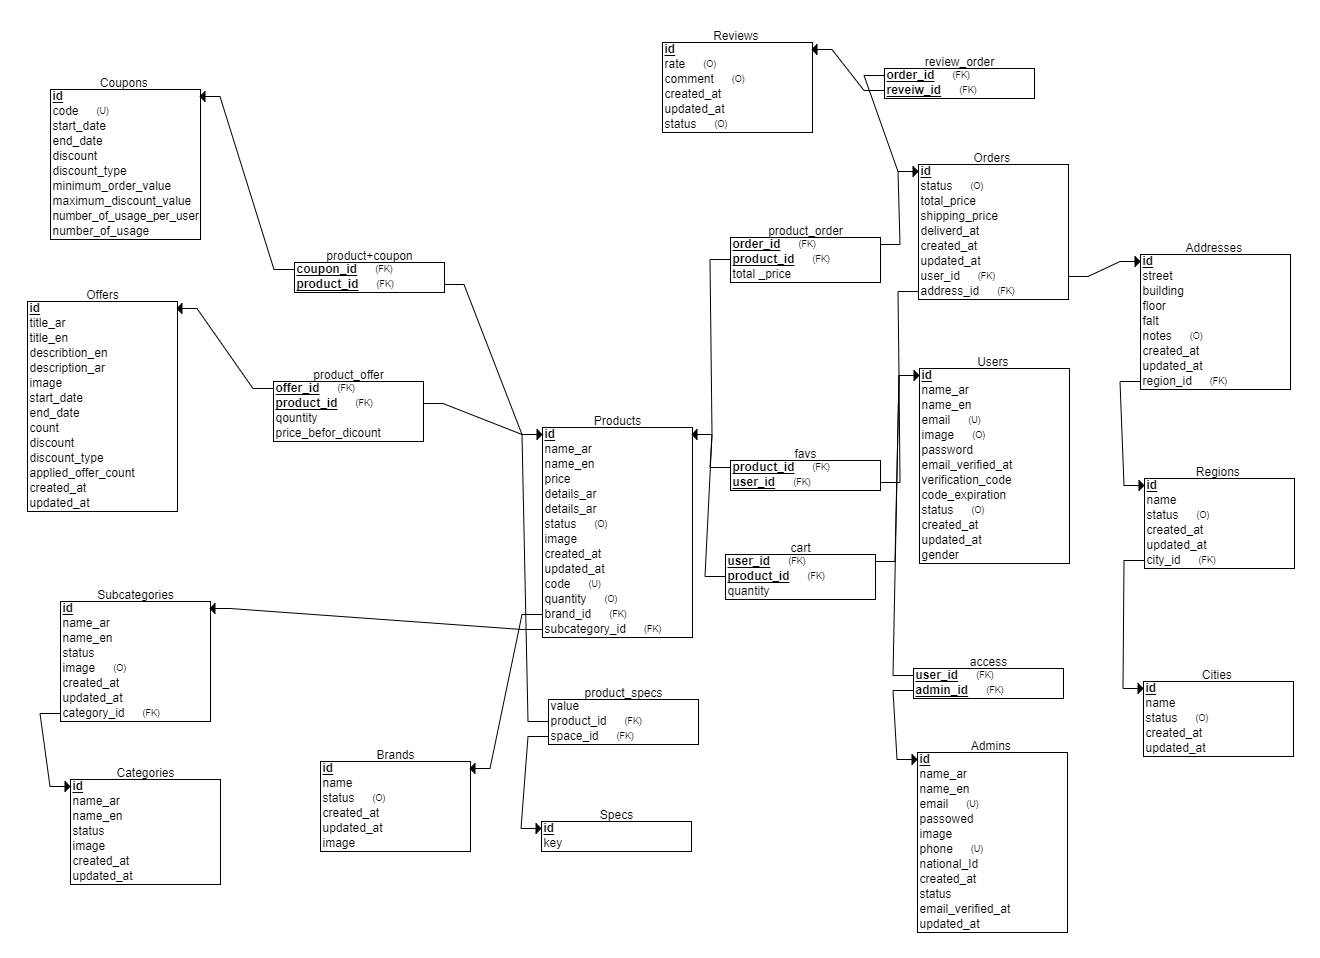 Reviews
id
rate (O)
comment (O)
created_at
updated_at
status (O)
review_order
order_id (FK)
reveiw_id (FK)
Coupons
id
code (U)
start_date
end_date
discount
discount_type
minimum_order_value
maximum_discount_value
number_of_usage_per_user
number_of_usage
Orders
id
status (O)
total_price
shipping_price
deliverd_at
created_at
updated_at
user_id (FK)
address_id (FK)
product_order
order_id (FK)
product_id (FK)
total _price
Addresses
id
street
building
floor
falt
notes (O)
created_at
updated_at
region_id (FK)
product+coupon
coupon_id (FK)
product_id (FK)
Offers
id
title_ar
title_en
describtion_en
description_ar
image
start_date
end_date
count
discount
discount_type
applied_offer_count
created_at
updated_at
product_offer
offer_id (FK)
product_id (FK)
qountity
price_befor_dicount
Users
id
name_ar
name_en
email (U)
image (O)
password
email_verified_at
verification_code
code_expiration
status (O)
created_at
updated_at
gender
Products
id
name_ar
name_en
price
details_ar
details_ar
status (O)
image
created_at
updated_at
code (U)
quantity (O)
brand_id (FK)
subcategory_id (FK)
favs
product_id (FK)
user_id (FK)
cart
user_id (FK)
product_id (FK)
quantity
Regions
id
name
status (O)
created_at
updated_at
city_id (FK)
Subcategories
id
name_ar
name_en
status
image (O)
created_at
updated_at
category_id (FK)
access
user_id (FK)
admin_id (FK)
Cities
id
name
status (O)
created_at
updated_at
product_specs
value
product_id (FK)
space_id (FK)
Brands
id
name
status (O)
created_at
updated_at
image
Categories
id
name_ar
name_en
status
image
created_at
updated_at
Specs
id
key
Admins
id
name_ar
name_en
email (U)
passowed
image
phone (U)
national_Id
created_at
status
email_verified_at
updated_at